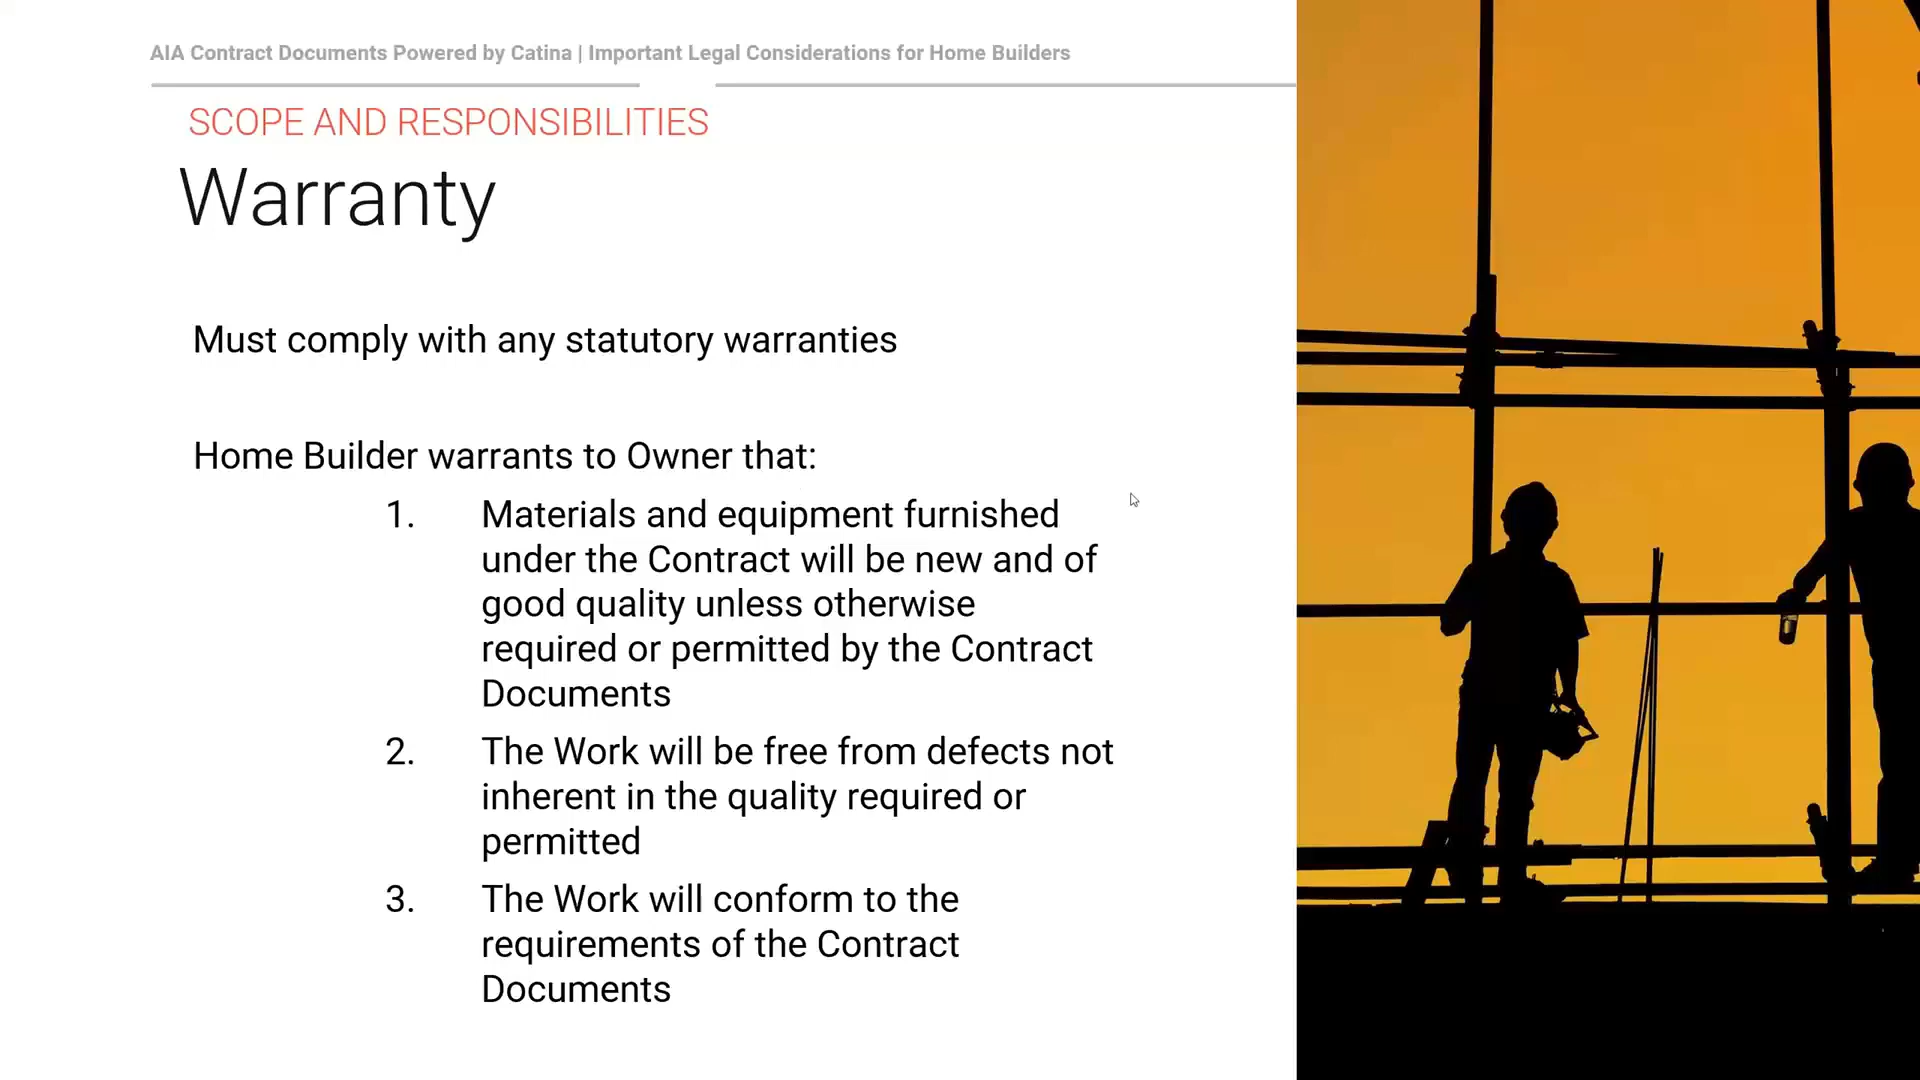 AIA Contract Documents Powered by Catina | Important Legal Considerations for Home Builders
SCOPE AND RESPONSIBILITIES
Warranty
Must comply with any statutory warranties
Home Builder warrants to Owner that:
1. Materials and equipment furnished
under the Contract will be new and of
good quality unless otherwise
required or permitted by the Contract
Documents
2. The Work will be free from defects not
inherent in the quality required or
permitted
3. The Work will conform to the
requirements of the Contract
Documents